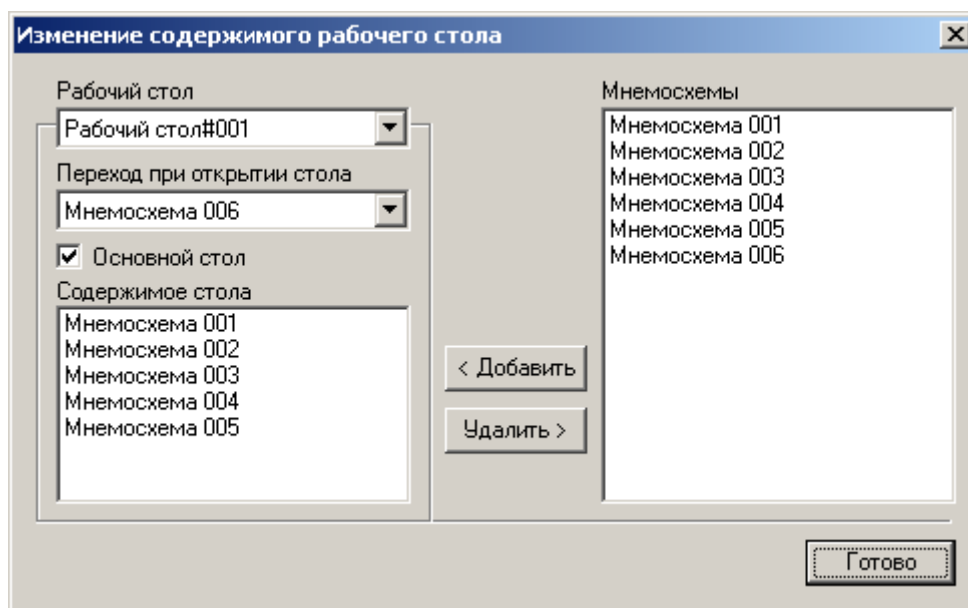 Изменение содержимого рабочего стола
Рабочий стол
Рабочий стол#001
Переход при открытии стола
Мнемосхема 006
Основной стол
Содержимое стола
Мнемосхема 001
Мнемосхема 002
Мнемосхема 003
Мнемосхема 004
Мнемосхема 005
< Добавить
Удалить >
Мнемосхемы
Мнемосхема 001
Мнемосхема 002
Мнемосхема 003
Мнемосхема 004
Мнемосхема 005
Мнемосхема 006
Готово